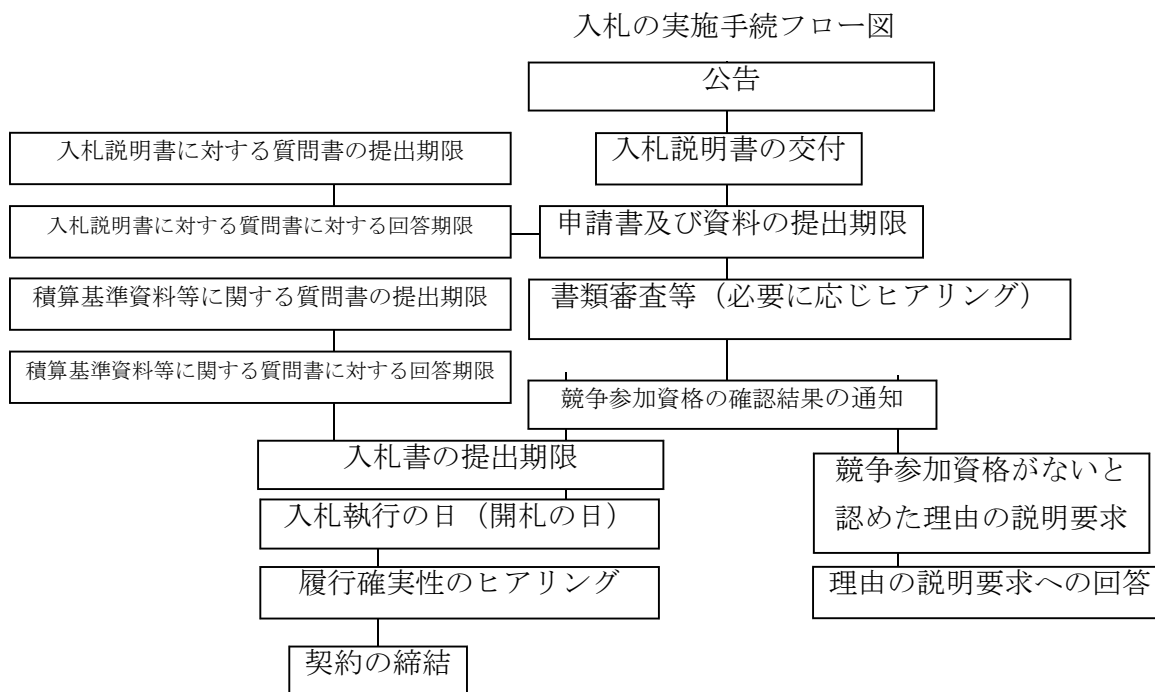 入札の実施手続フロー図
公告
入札説明書に対する質問書の提出期限
入札説明書の交付
入札説明書に対する質問書に対する回答期限
申請書及び資料の提出期限
積算基準資料等に関する質問書の提出期限
書類審査等（必要に応じヒアリング）
積算基準資料等に関する質問書に対する回答期限
競争参加資格の確認結果の通知
入札書の提出期限
競争参加資格がないと
認めた理由の説明要求
入札執行の日（開札の日）
履行確実性のヒアリング
理由の説明要求への回答
契約の締結